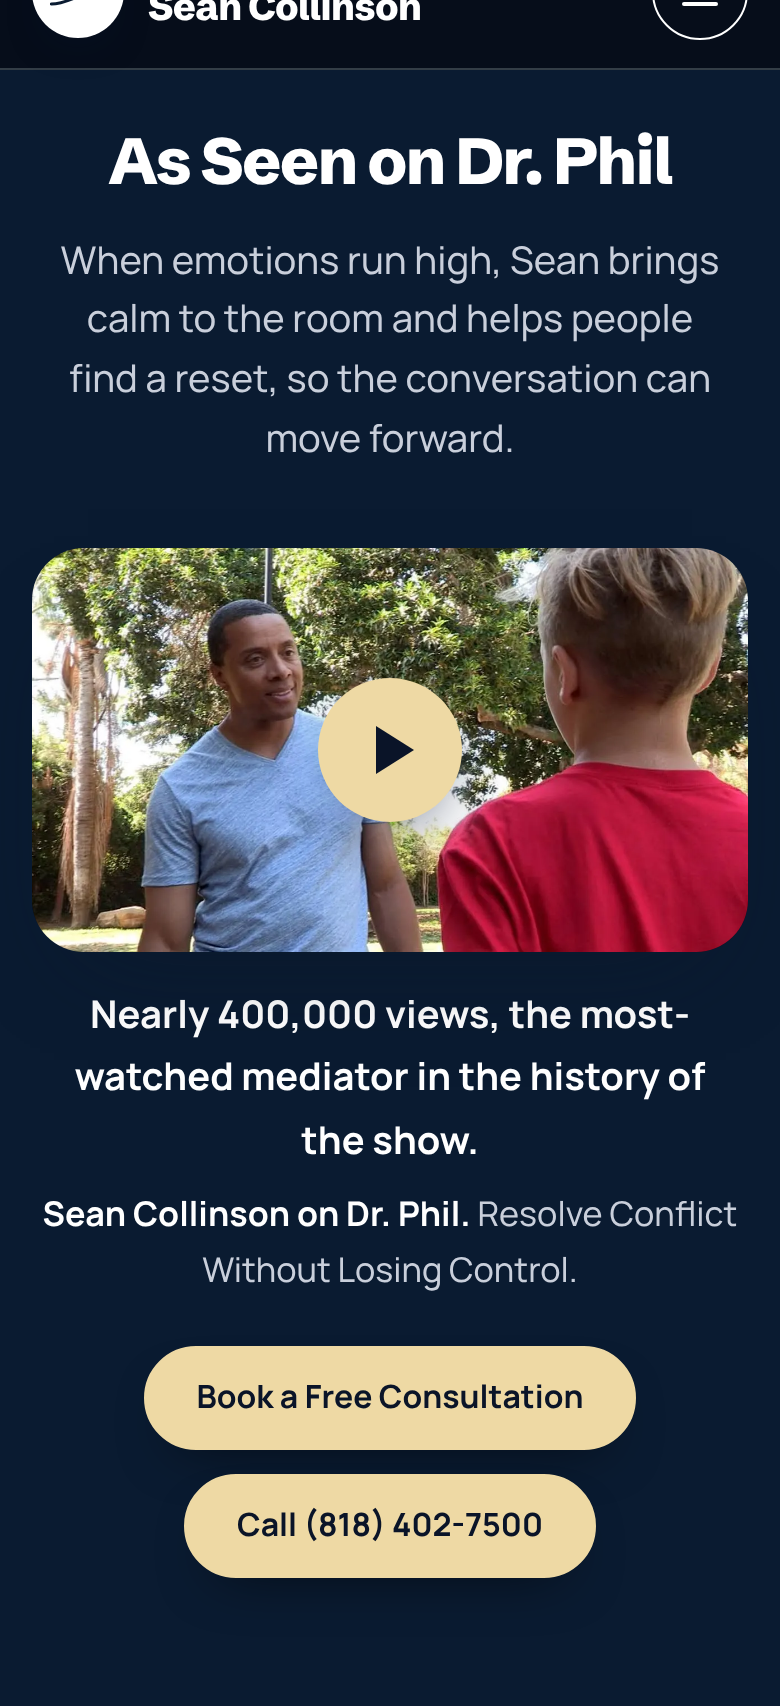 Sean Collinson
As Seen on Dr. Phil
When emotions run high, Sean brings
calm to the room and helps people
find a reset, so the conversation can
move forward.
Nearly 400,000 views, the most-
watched mediator in the history of
the show.
Sean Collinson on Dr. Phil. Resolve Conflict
Without Losing Control.
Book a Free Consultation
Call (818) 402-7500